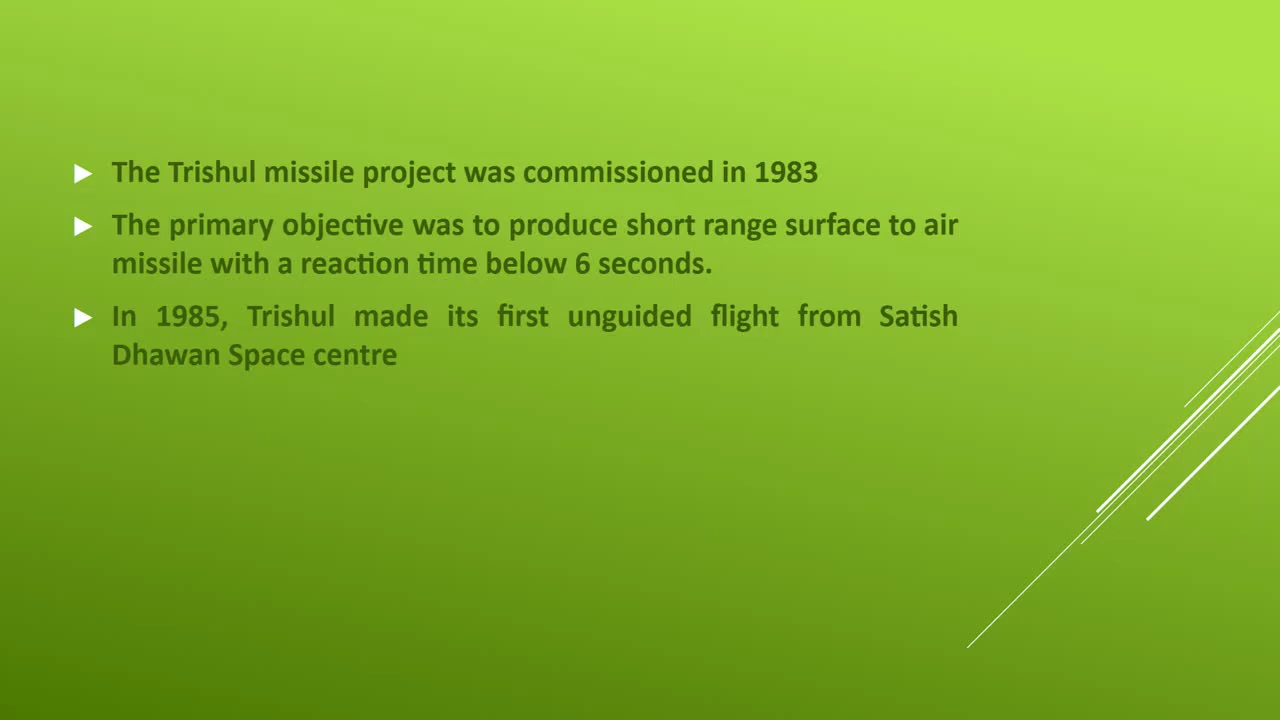 The Trishul missile project was commissioned in 1983
The primary objective was to produce short range surface to air
missile with a reaction time below 6 seconds.
In 1985, Trishul made its first unguided flight from Satish
Dhawan Space centre